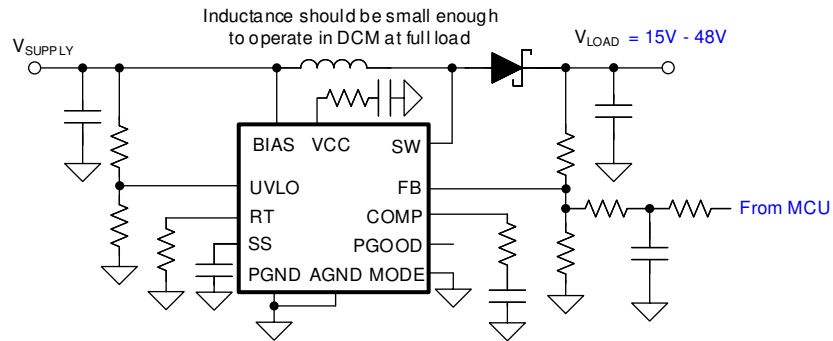 Inductance should be small enough
to operate in DCM at full load
VSUPPLY
VLOAD = 15V - 48V
BIAS VCC SW
UVLO FB
RT COMP
SS PGOOD
PGND AGND MODE
From MCU